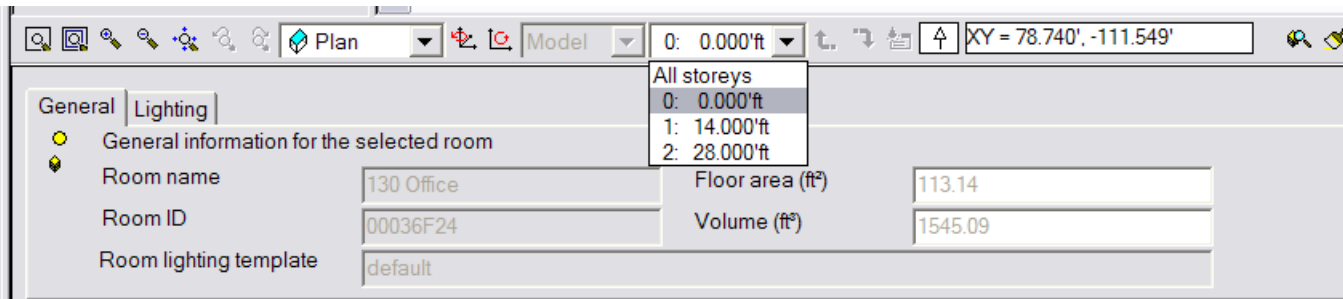 Plan Model 0: 0.000'ft XY = 78.740', -111.549'
All storeys
0: 0.000'ft
1: 14.000'ft
2: 28.000'ft
General Lighting
General information for the selected room
Room name 130 Office Floor area (ft²) 113.14
Room ID 00036F24 Volume (ft³) 1545.09
Room lighting template default